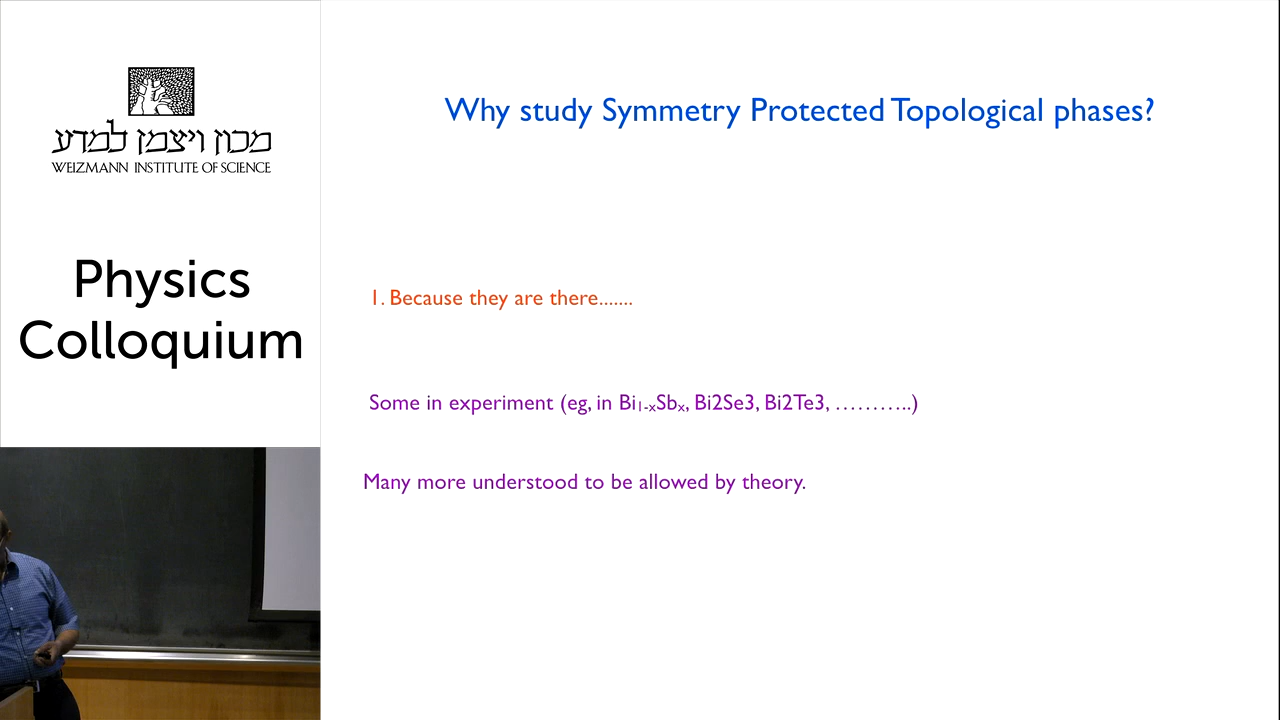 מכון ויצמן למדע
WEIZMANN INSTITUTE OF SCIENCE
Physics
Colloquium
Why study Symmetry Protected Topological phases?
1. Because they are there.......
Some in experiment (eg, in Bi₁₋ₓSbₓ, Bi2Se3, Bi2Te3, ………..)
Many more understood to be allowed by theory.